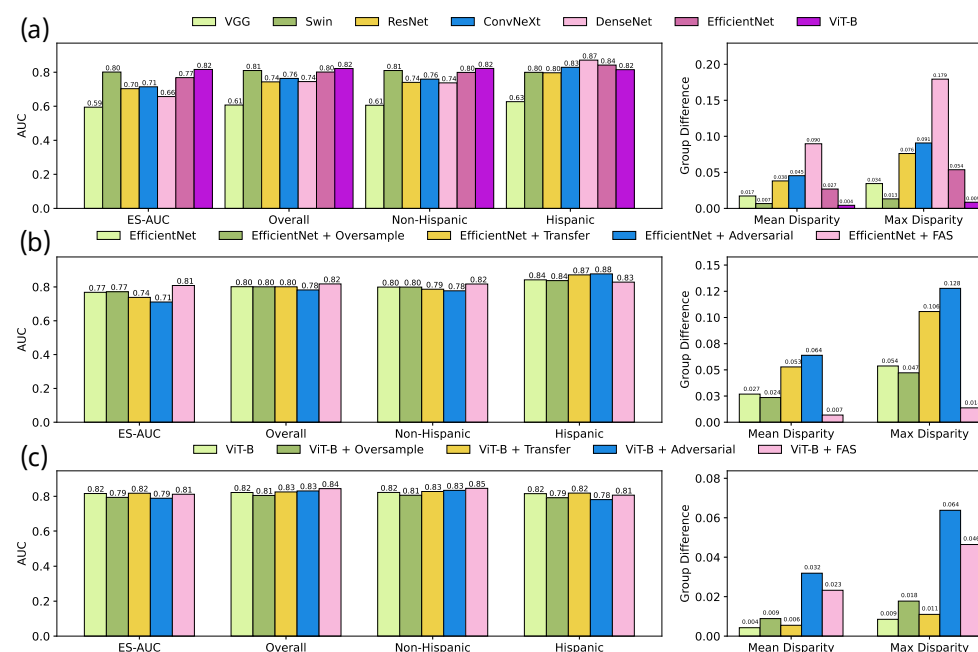 (a)
VGG Swin ResNet ConvNeXt DenseNet EfficientNet ViT-B
AUC
0.8
0.6
0.4
0.2
0.0
0.59 0.80 0.70 0.71 0.66 0.77 0.82
0.61 0.81 0.74 0.76 0.74 0.80 0.82
0.61 0.81 0.74 0.76 0.74 0.80 0.82
0.63 0.80 0.80 0.83 0.87 0.84 0.82
ES-AUC Overall Non-Hispanic Hispanic
Group Difference
0.20
0.15
0.10
0.05
0.00
0.017 0.007 0.038 0.045 0.090 0.027 0.004
0.034 0.013 0.076 0.091 0.179 0.054 0.009
Mean Disparity Max Disparity
(b)
EfficientNet EfficientNet + Oversample EfficientNet + Transfer EfficientNet + Adversarial EfficientNet + FAS
AUC
0.8
0.6
0.4
0.2
0.0
0.77 0.77 0.74 0.71 0.81
0.80 0.80 0.80 0.78 0.82
0.80 0.80 0.79 0.78 0.82
0.84 0.84 0.87 0.88 0.83
ES-AUC Overall Non-Hispanic Hispanic
Group Difference
0.15
0.12
0.10
0.08
0.05
0.03
0.00
0.027 0.024 0.053 0.064 0.007
0.054 0.047 0.106 0.128
Mean Disparity Max Disparity
(c)
ViT-B ViT-B + Oversample ViT-B + Transfer ViT-B + Adversarial ViT-B + FAS
AUC
0.8
0.6
0.4
0.2
0.0
0.82 0.79 0.82 0.79 0.81
0.82 0.81 0.83 0.83 0.84
0.82 0.81 0.83 0.83 0.85
0.82 0.79 0.82 0.78 0.81
ES-AUC Overall Non-Hispanic Hispanic
Group Difference
0.08
0.06
0.04
0.02
0.00
0.004 0.009 0.006 0.032 0.023
0.009 0.018 0.011 0.064 0.046
Mean Disparity Max Disparity